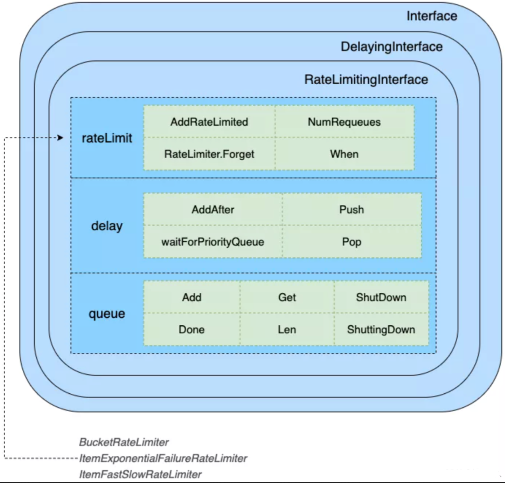 Interface
DelayingInterface
RateLimitingInterface
rateLimit
AddRateLimited NumRequeues
RateLimiter.Forget When
delay
AddAfter Push
waitForPriorityQueue Pop
queue
Add Get ShutDown
Done Len ShuttingDown
BucketRateLimiter
ItemExponentialFailureRateLimiter
ItemFastSlowRateLimiter